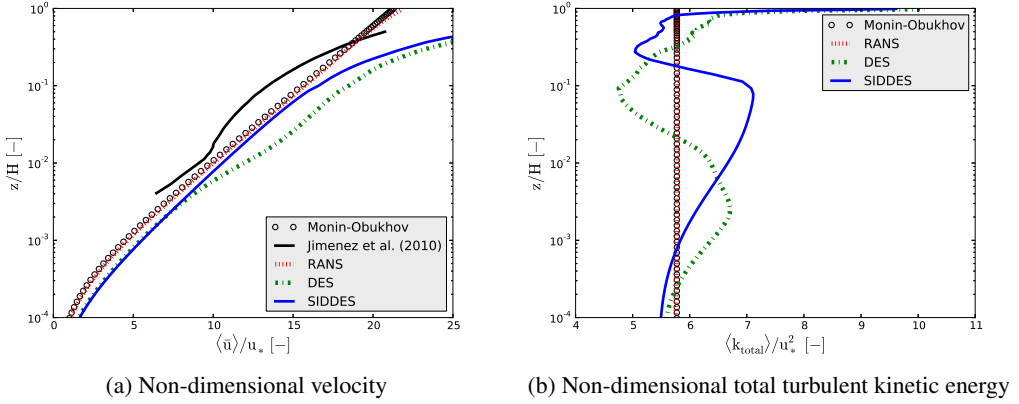 10^0
10^-1
10^-2
10^-3
10^-4
z/H [−]
0 5 10 15 20 25
⟨ū⟩/u_* [−]
Monin-Obukhov
Jimenez et al. (2010)
RANS
DES
SIDDES
(a) Non-dimensional velocity
10^0
10^-1
10^-2
10^-3
10^-4
z/H [−]
4 5 6 7 8 9 10 11
⟨k_total⟩/u_*^2 [−]
Monin-Obukhov
RANS
DES
SIDDES
(b) Non-dimensional total turbulent kinetic energy